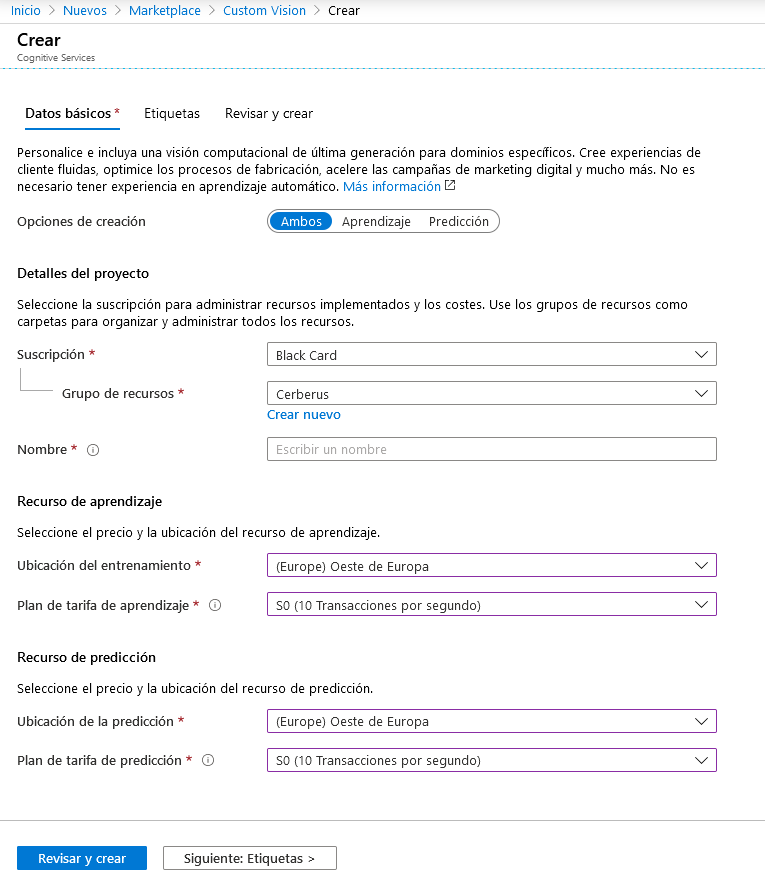 Inicio > Nuevos > Marketplace > Custom Vision > Crear
Crear
Cognitive Services
Datos básicos * Etiquetas Revisar y crear
Personalice e incluya una visión computacional de última generación para dominios específicos. Cree experiencias de
cliente fluidas, optimice los procesos de fabricación, acelere las campañas de marketing digital y mucho más. No es
necesario tener experiencia en aprendizaje automático. Más información
Opciones de creación Ambos Aprendizaje Predicción
Detalles del proyecto
Seleccione la suscripción para administrar recursos implementados y los costes. Use los grupos de recursos como
carpetas para organizar y administrar todos los recursos.
Suscripción * Black Card
Grupo de recursos * Cerberus
Crear nuevo
Nombre * Escribir un nombre
Recurso de aprendizaje
Seleccione el precio y la ubicación del recurso de aprendizaje.
Ubicación del entrenamiento * (Europe) Oeste de Europa
Plan de tarifa de aprendizaje * S0 (10 Transacciones por segundo)
Recurso de predicción
Seleccione el precio y la ubicación del recurso de predicción.
Ubicación de la predicción * (Europe) Oeste de Europa
Plan de tarifa de predicción * S0 (10 Transacciones por segundo)
Revisar y crear Siguiente: Etiquetas >